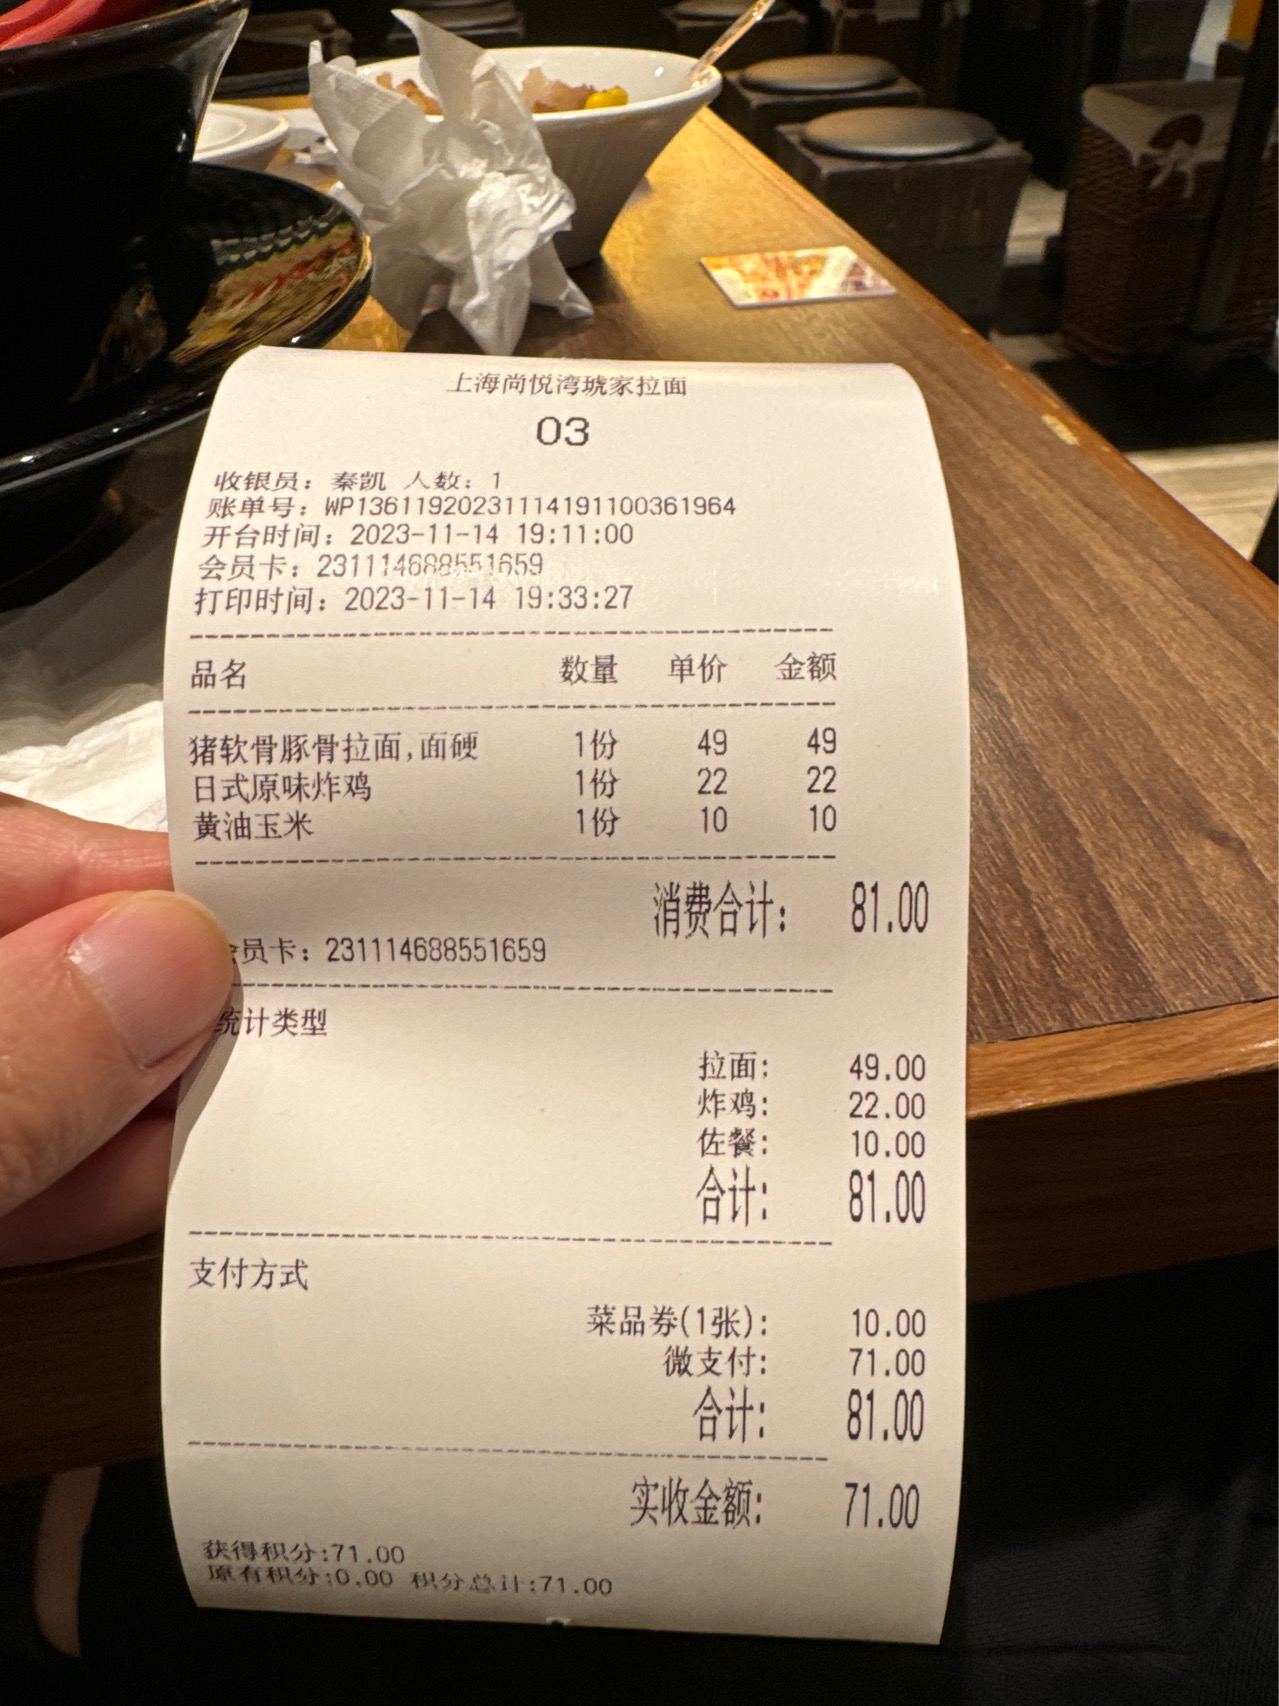 上海尚悦湾琥家拉面
03
收银员：秦凯 人数：1
账单号：WP13611920231114191100361964
开台时间：2023-11-14 19:11:00
会员卡：231114688551659
打印时间：2023-11-14 19:33:27
品名 数量 单价 金额
猪软骨豚骨拉面,面硬 1份 49 49
日式原味炸鸡 1份 22 22
黄油玉米 1份 10 10
消费合计： 81.00
会员卡：231114688551659
统计类型
拉面: 49.00
炸鸡: 22.00
佐餐: 10.00
合计: 81.00
支付方式
菜品券(1张): 10.00
微支付: 71.00
合计: 81.00
实收金额: 71.00
获得积分:71.00
原有积分:0.00 积分总计:71.00